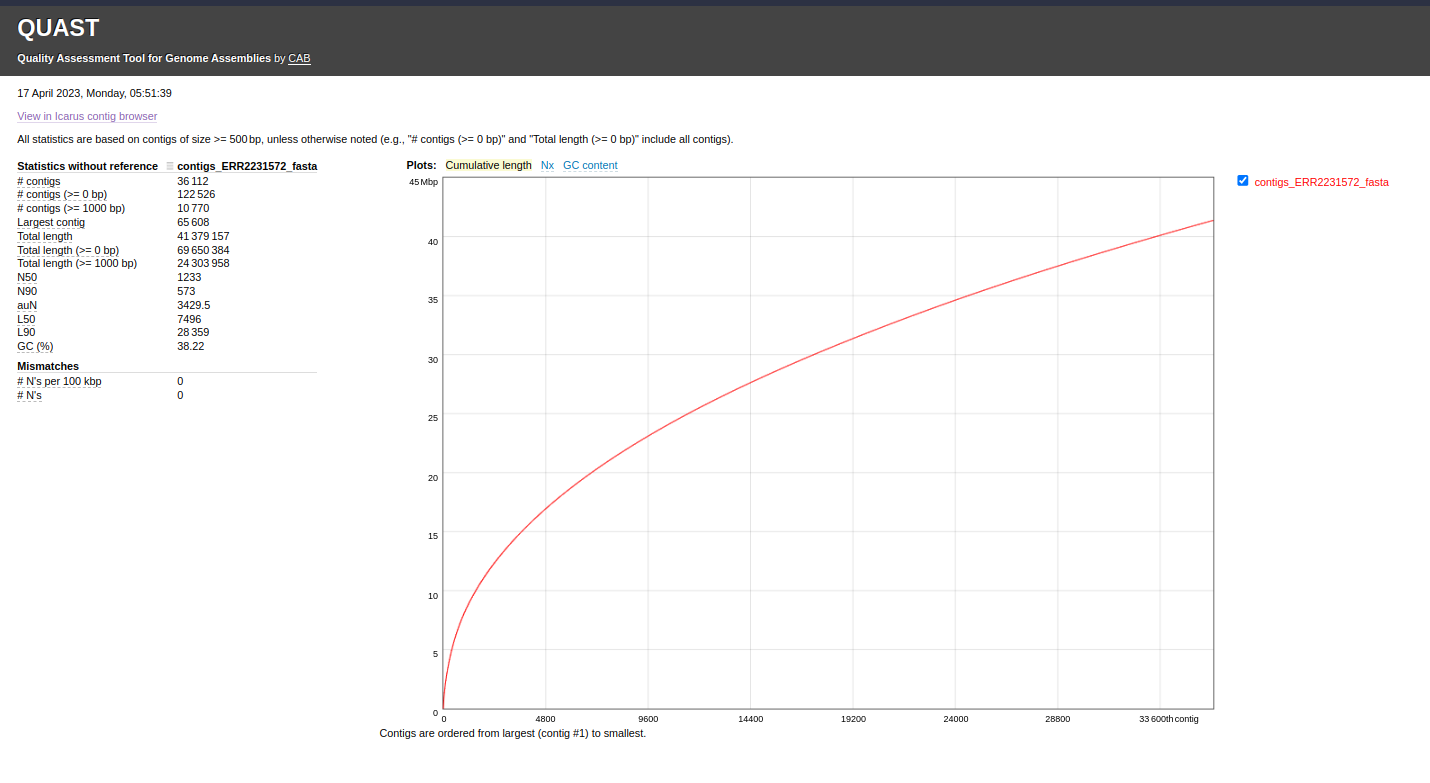 QUAST
Quality Assessment Tool for Genome Assemblies by CAB
17 April 2023, Monday, 05:51:39
View in Icarus contig browser
All statistics are based on contigs of size >= 500 bp, unless otherwise noted (e.g., "# contigs (>= 0 bp)" and "Total length (>= 0 bp)" include all contigs).
Statistics without reference contigs_ERR2231572_fasta
# contigs 36 112
# contigs (>= 0 bp) 122 526
# contigs (>= 1000 bp) 10 770
Largest contig 65 608
Total length 41 379 157
Total length (>= 0 bp) 69 650 384
Total length (>= 1000 bp) 24 303 958
N50 1233
N90 573
auN 3429.5
L50 7496
L90 28 359
GC (%) 38.22
Mismatches
# N's per 100 kbp 0
# N's 0
Plots: Cumulative length Nx GC content
45 Mbp
40
35
30
25
20
15
10
5
0
0 4800 9600 14400 19200 24000 28800 33 600th contig
Contigs are ordered from largest (contig #1) to smallest.
contigs_ERR2231572_fasta